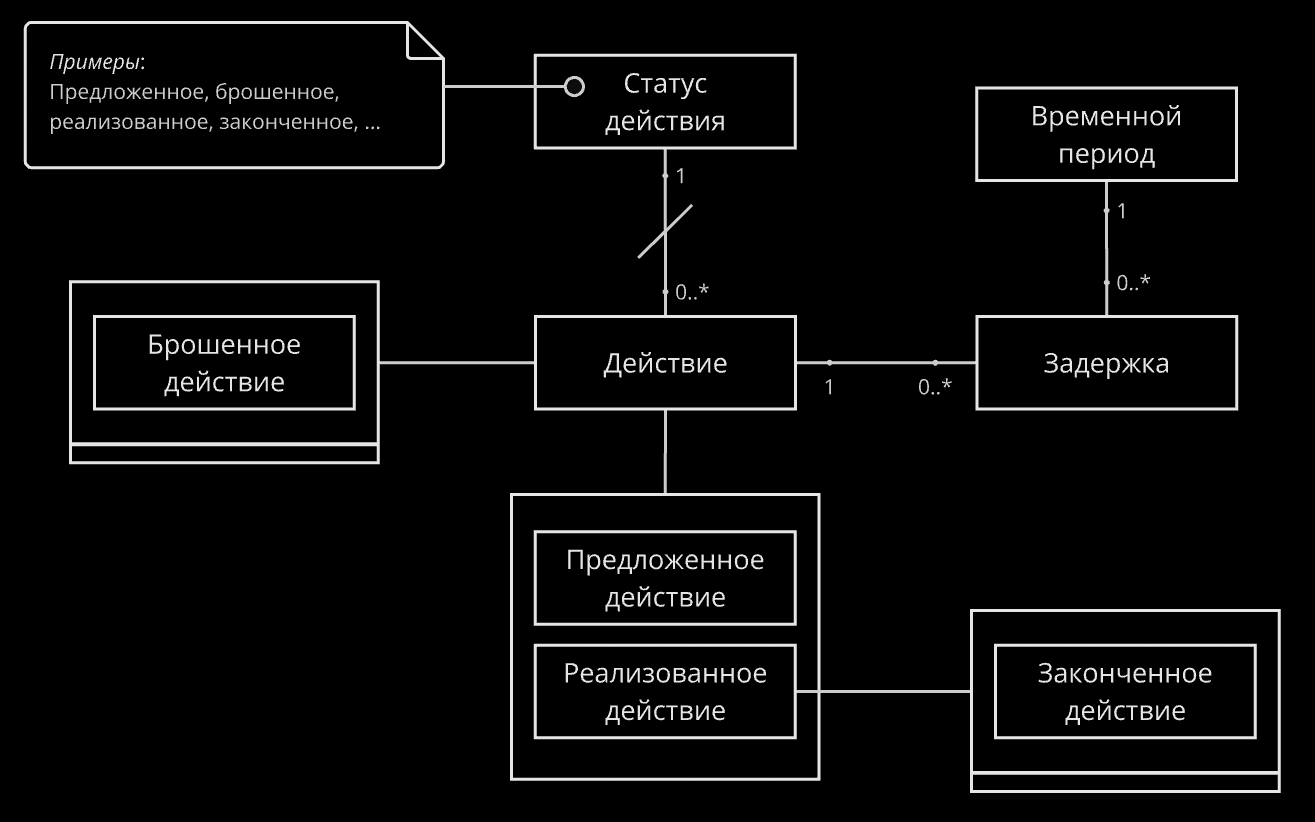 Примеры:
Предложенное, брошенное,
реализованное, законченное, ...
Статус
действия
Временной
период
1
1
0..*
0..*
Брошенное
действие
Действие
1
0..*
Задержка
Предложенное
действие
Реализованное
действие
Законченное
действие